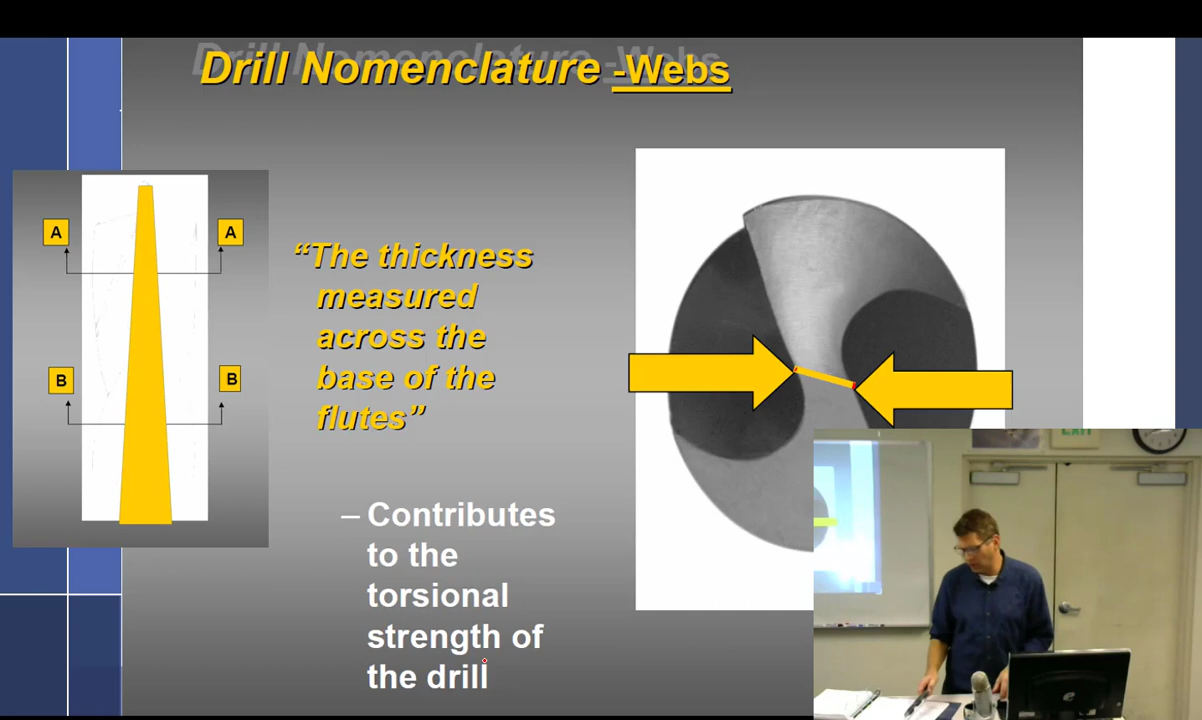 Drill Nomenclature -Webs
A
A
B
B
“The thickness
measured
across the
base of the
flutes”
– Contributes
to the
torsional
strength of
the drill
EXIT